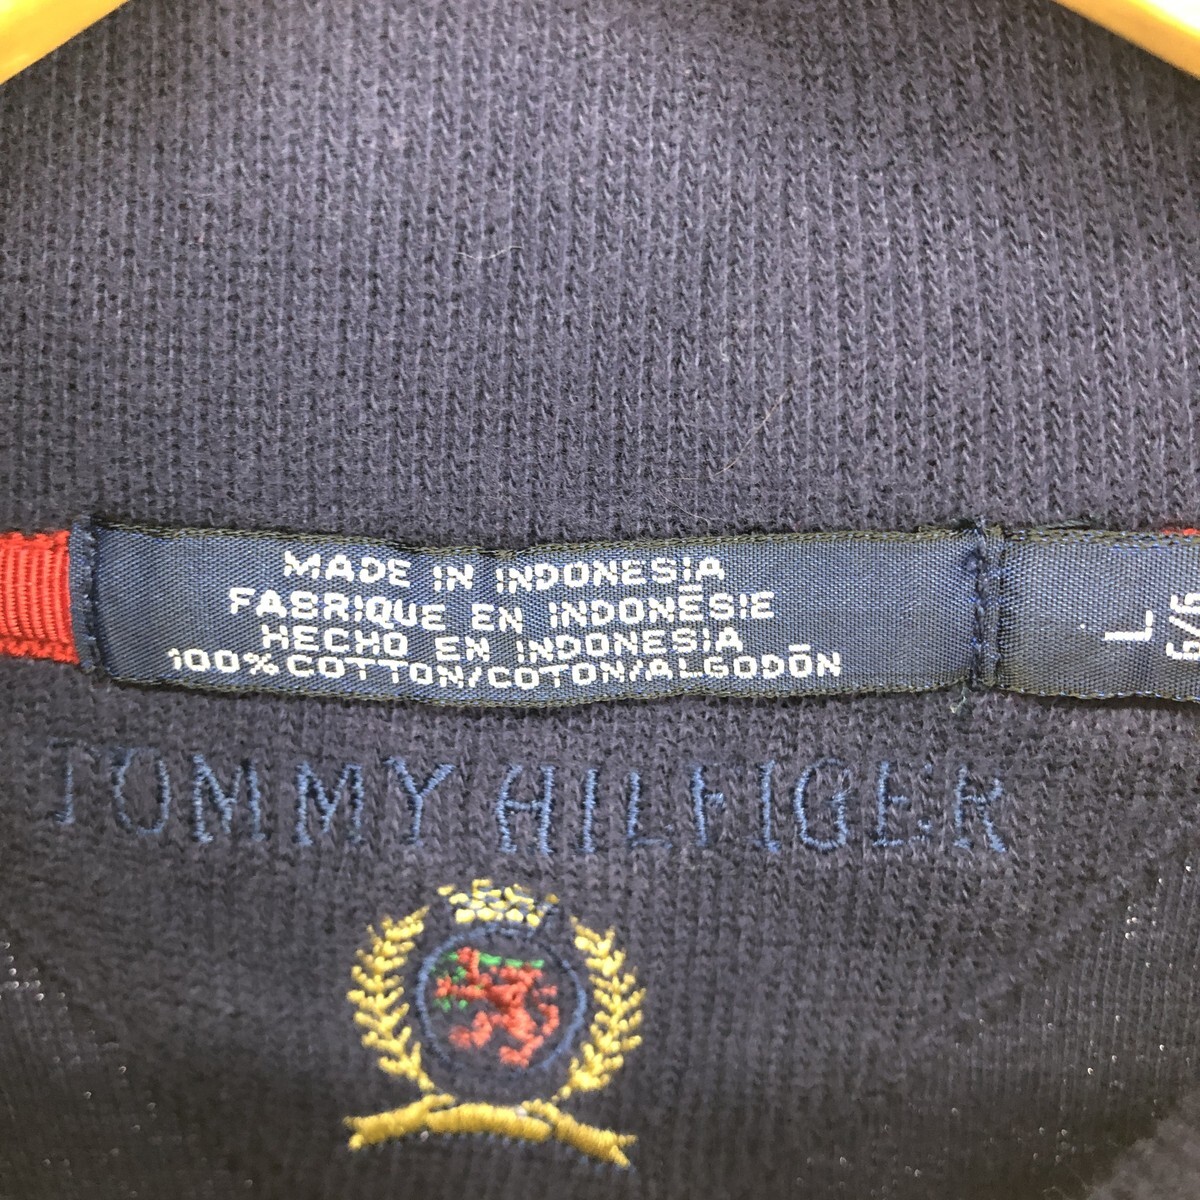 MADE IN INDONESIA
FABRIQUE EN INDONÉSIE
HECHO EN INDONESIA
100% COTTON/COTON/ALGODÓN
L
G/G
TOMMY HILFIGER